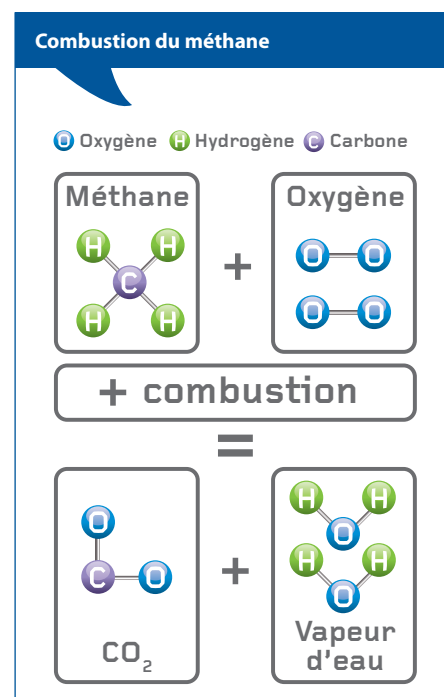 Combustion du méthane
O Oxygène H Hydrogène C Carbone
Méthane + Oxygène
H H O O
C
H H O O
+ combustion
=
O H H
O
C O + H H
O
CO₂ Vapeur
d'eau